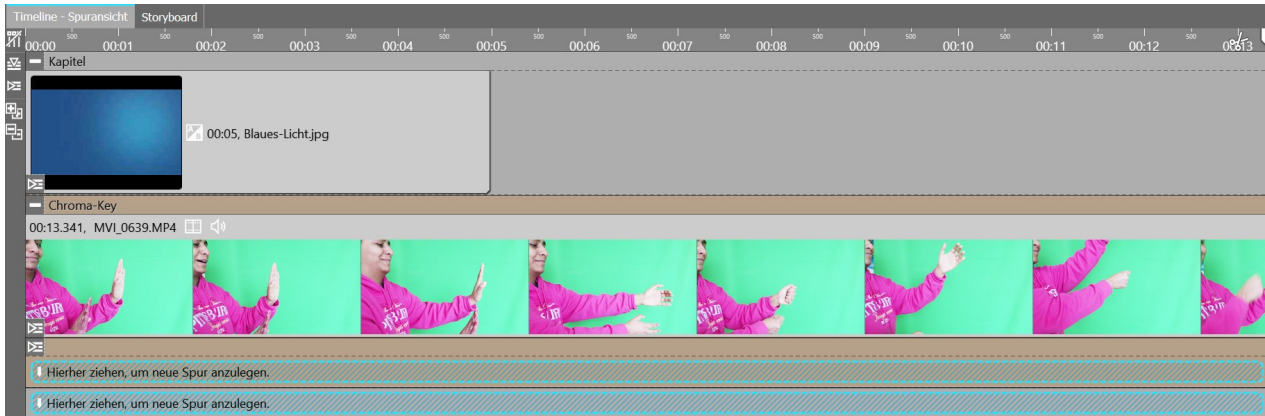 Timeline - Spuransicht Storyboard
00:00 500 00:01 500 00:02 500 00:03 500 00:04 500 00:05 500 00:06 500 00:07 500 00:08 500 00:09 500 00:10 500 00:11 500 00:12 500
Kapitel
00:05, Blaues-Licht.jpg
Chroma-Key
00:13.341, MVI_0639.MP4
Hierher ziehen, um neue Spur anzulegen.
Hierher ziehen, um neue Spur anzulegen.